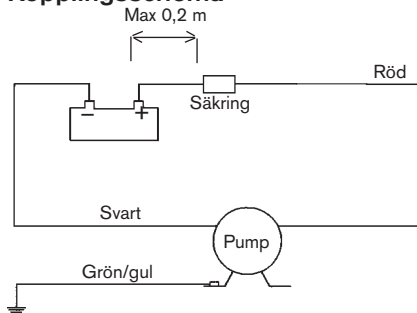 Kopplingsschema
Max 0,2 m
Röd
Säkring
− +
Svart
Pump
Grön/gul